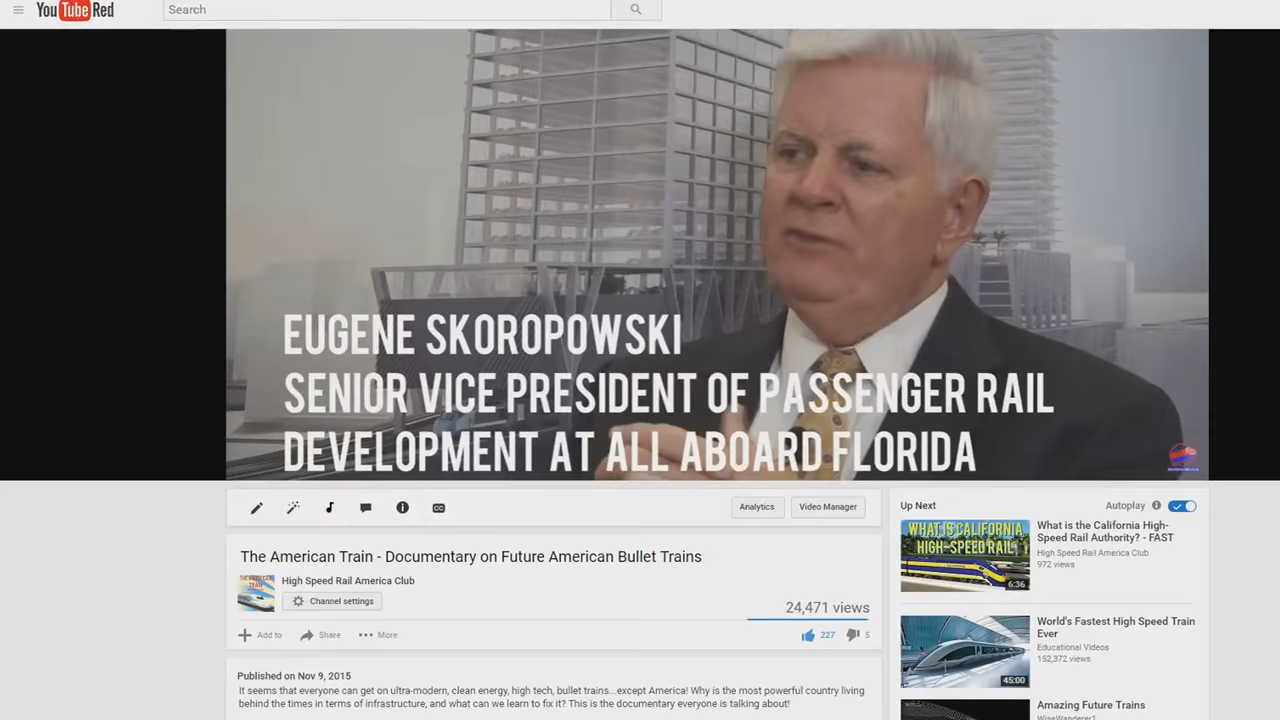 YouTube Red
Search
EUGENE SKOROPOWSKI
SENIOR VICE PRESIDENT OF PASSENGER RAIL
DEVELOPMENT AT ALL ABOARD FLORIDA
CC
Analytics
Video Manager
The American Train - Documentary on Future American Bullet Trains
High Speed Rail America Club
Channel settings
24,471 views
Add to
Share
More
227
5
Published on Nov 9, 2015
It seems that everyone can get on ultra-modern, clean energy, high tech, bullet trains...except America! Why is the most powerful country living
behind the times in terms of infrastructure, and what can we learn to fix it? This is the documentary everyone is talking about!
Up Next
Autoplay
WHAT IS CALIFORNIA
HIGH-SPEED RAIL
6:36
What is the California High-
Speed Rail Authority? - FAST
High Speed Rail America Club
972 views
45:00
World's Fastest High Speed Train
Ever
Educational Videos
152,372 views
Amazing Future Trains
WiseWanderer1